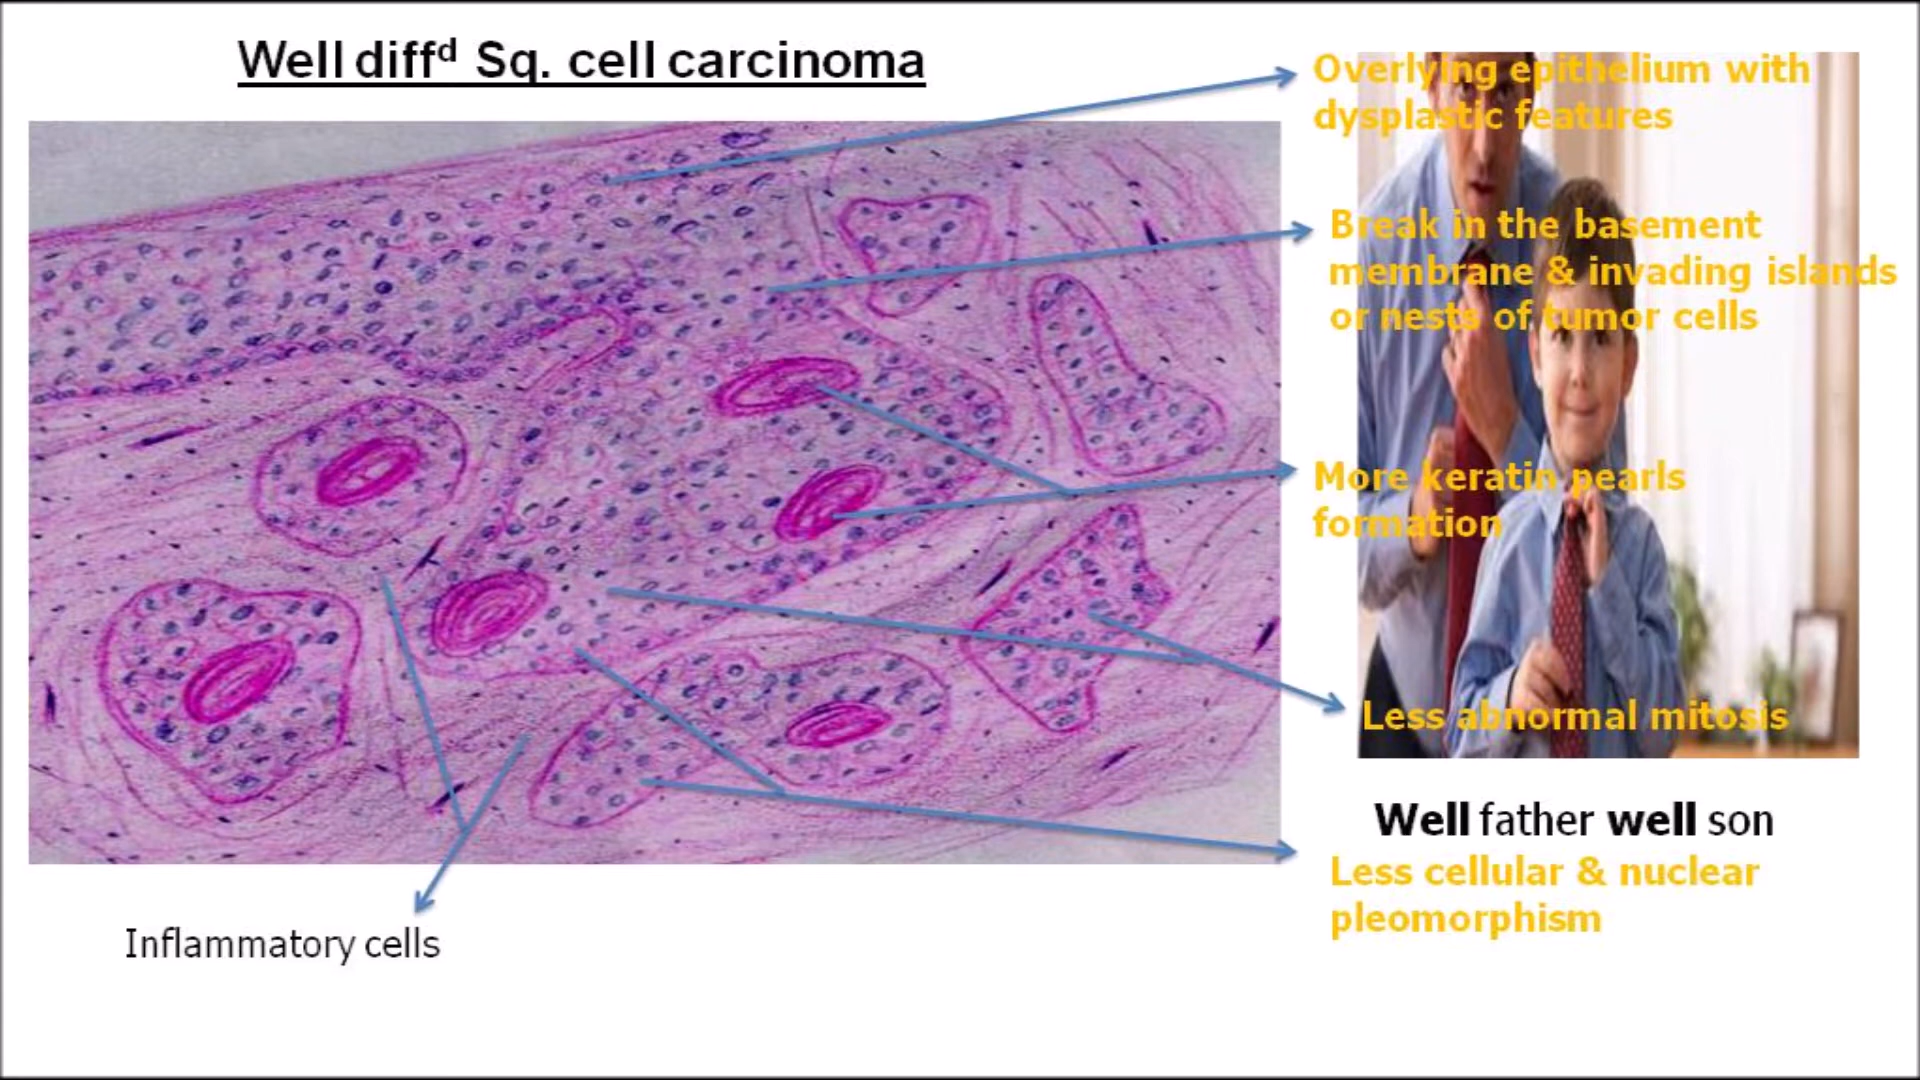 Well diffᵈ Sq. cell carcinoma
Overlying epithelium with
dysplastic features
Break in the basement
membrane & invading islands
or nests of tumor cells
More keratin pearls
formation
Less abnormal mitosis
Well father well son
Less cellular & nuclear
pleomorphism
Inflammatory cells